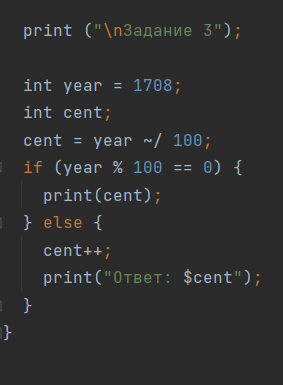 print ("\nЗадание 3");
int year = 1708;
int cent;
cent = year ~/ 100;
if (year % 100 == 0) {
print(cent);
} else {
cent++;
print("Ответ: $cent");
}
}